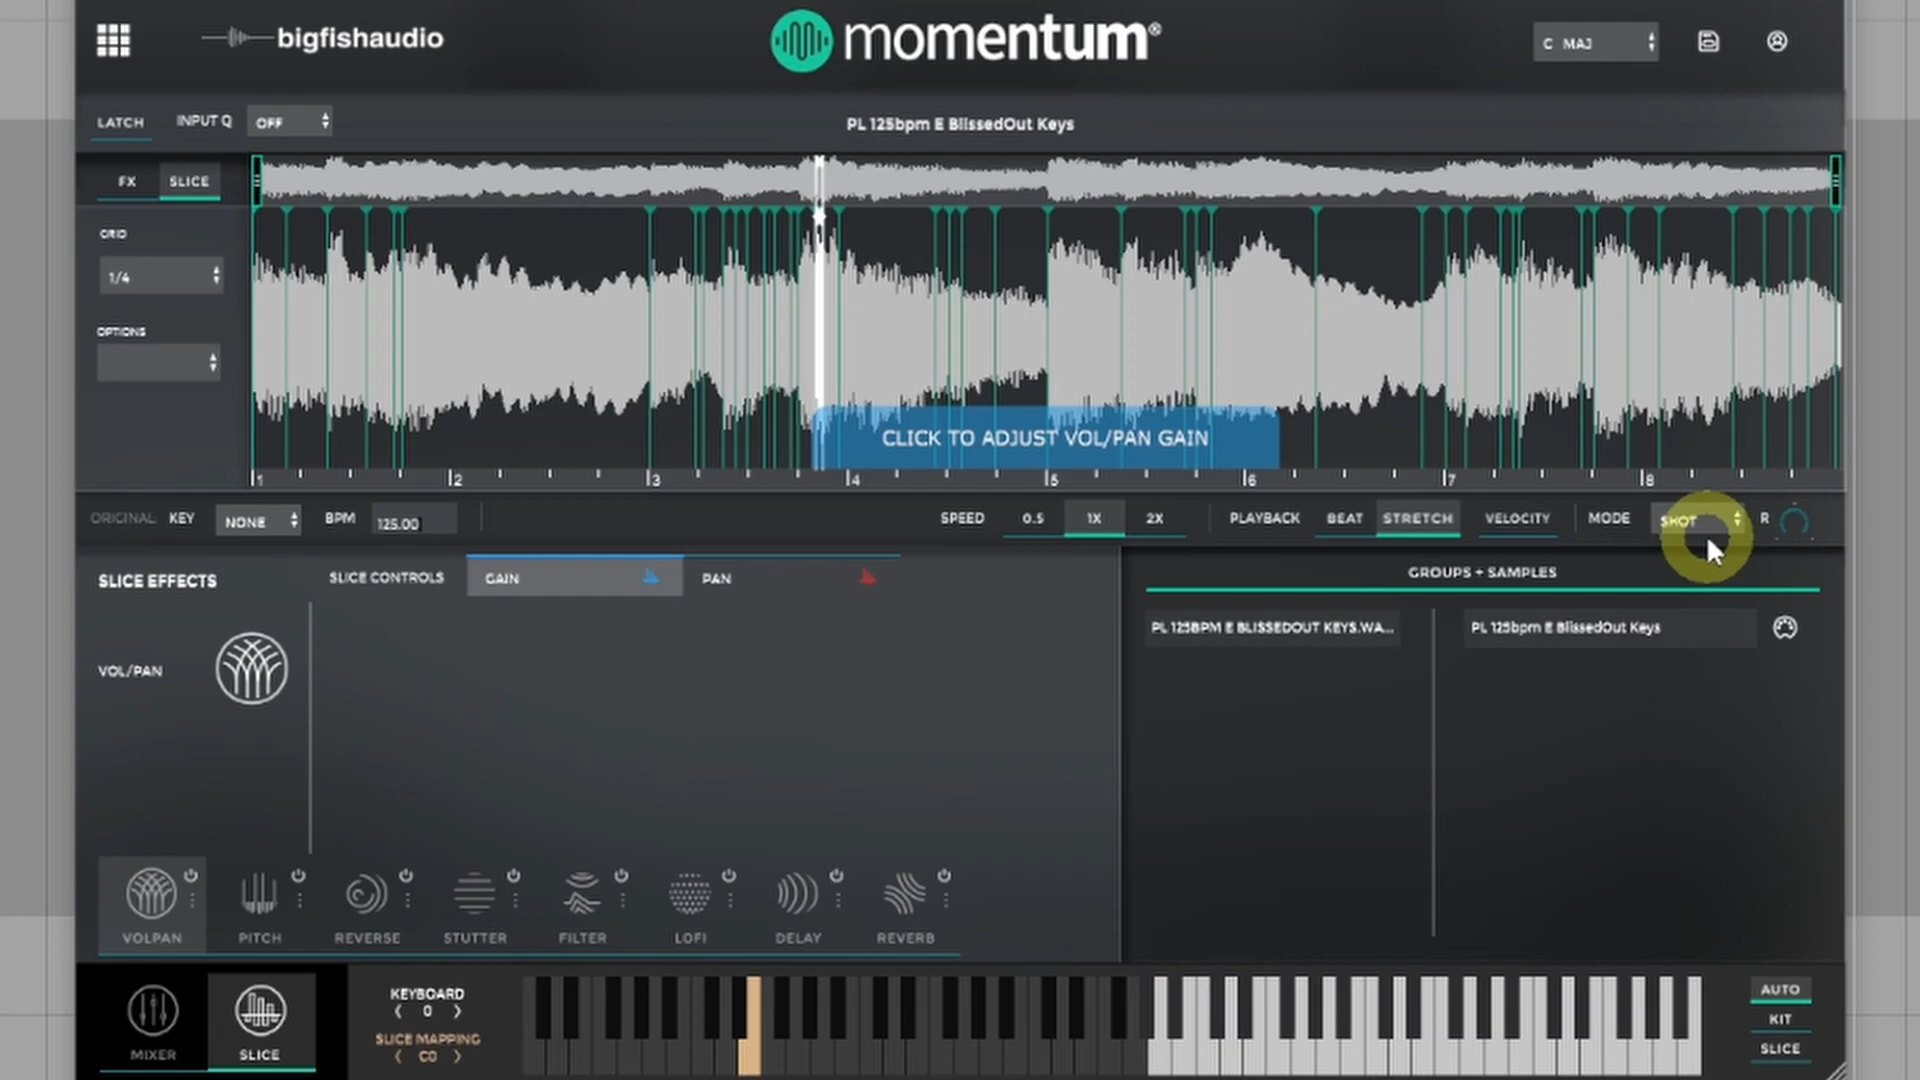 bigfishaudio
momentum®
C MAJ
LATCH
INPUT Q
OFF
PL 125bpm E BlissedOut Keys
FX
SLICE
GRID
1/4
OPTIONS
CLICK TO ADJUST VOL/PAN GAIN
1 2 3 4 5 6 7 8
ORIGINAL KEY NONE BPM 125.00
SPEED 0.5 1X 2X
PLAYBACK BEAT STRETCH
VELOCITY
MODE SHOT R
SLICE EFFECTS
SLICE CONTROLS
GAIN
PAN
GROUPS + SAMPLES
PL 125BPM E BLISSEDOUT KEYS.WA...
PL 125bpm E BlissedOut Keys
VOL/PAN
VOLPAN
PITCH
REVERSE
STUTTER
FILTER
LOFI
DELAY
REVERB
MIXER
SLICE
KEYBOARD
< 0 >
SLICE MAPPING
< C0 >
AUTO
KIT
SLICE